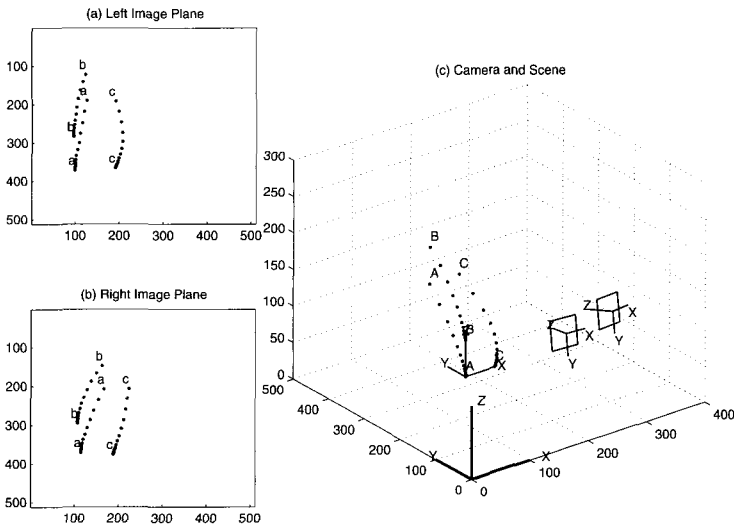 (a) Left Image Plane
100
200
300
400
500
100 200 300 400 500
b
a
c
b
a
c
(b) Right Image Plane
100
200
300
400
500
100 200 300 400 500
b
a
c
b
a
c
(c) Camera and Scene
300
250
200
150
100
50
0
500
400
300
200
100
0
0
100
200
300
400
B
A
C
B
A
C
Y
X
Z
X
Y
Z
X
Y
Z
Y
X